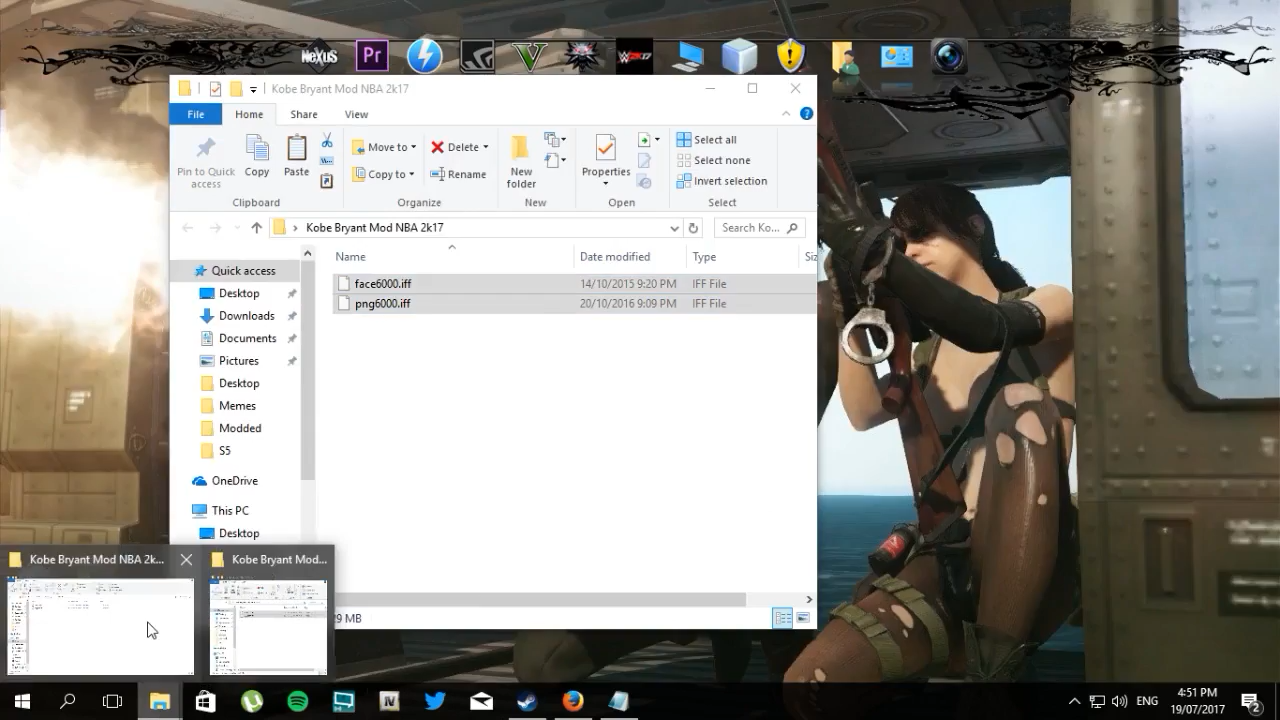 NEXUS
Pr
V
W2K17
Kobe Bryant Mod NBA 2k17
File Home Share View
Pin to Quick access
Copy
Paste
Move to
Copy to
Delete
Rename
New folder
Properties
Select all
Select none
Invert selection
Clipboard Organize New Open Select
Kobe Bryant Mod NBA 2k17
Search Ko...
Name Date modified Type Siz
face6000.iff 14/10/2015 9:20 PM IFF File
png6000.iff 20/10/2016 9:09 PM IFF File
Quick access
Desktop
Downloads
Documents
Pictures
Desktop
Memes
Modded
S5
OneDrive
This PC
Desktop
9 MB
Kobe Bryant Mod NBA 2k...
Kobe Bryant Mod...
ENG
4:51 PM
19/07/2017
2